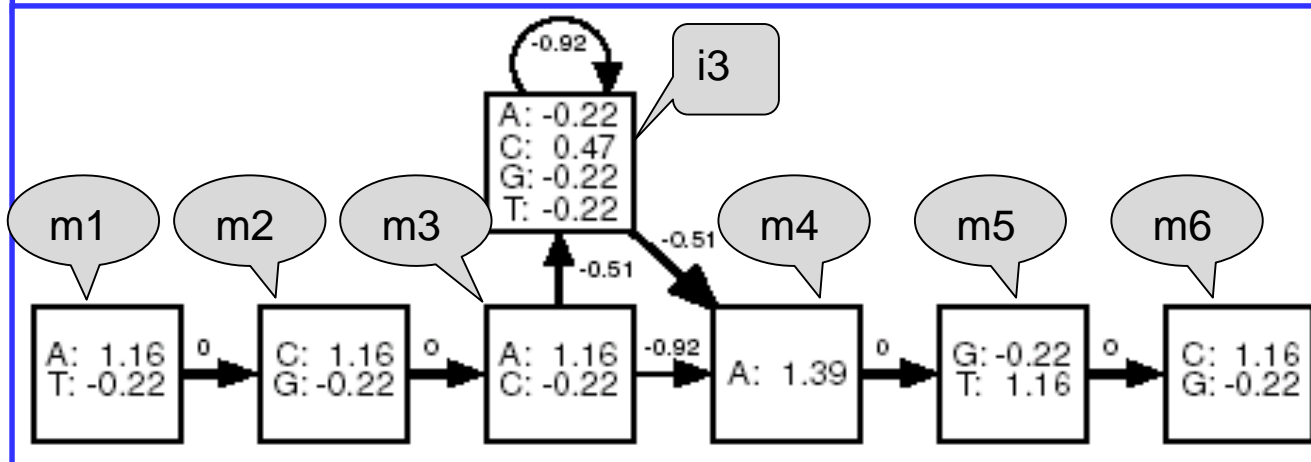 -0.92
i3
A: -0.22
C: 0.47
G: -0.22
T: -0.22
m1
m2
m3
m4
m5
m6
-0.51
-0.51
A: 1.16
T: -0.22
0
C: 1.16
G: -0.22
0
A: 1.16
C: -0.22
-0.92
A: 1.39
0
G: -0.22
T: 1.16
0
C: 1.16
G: -0.22